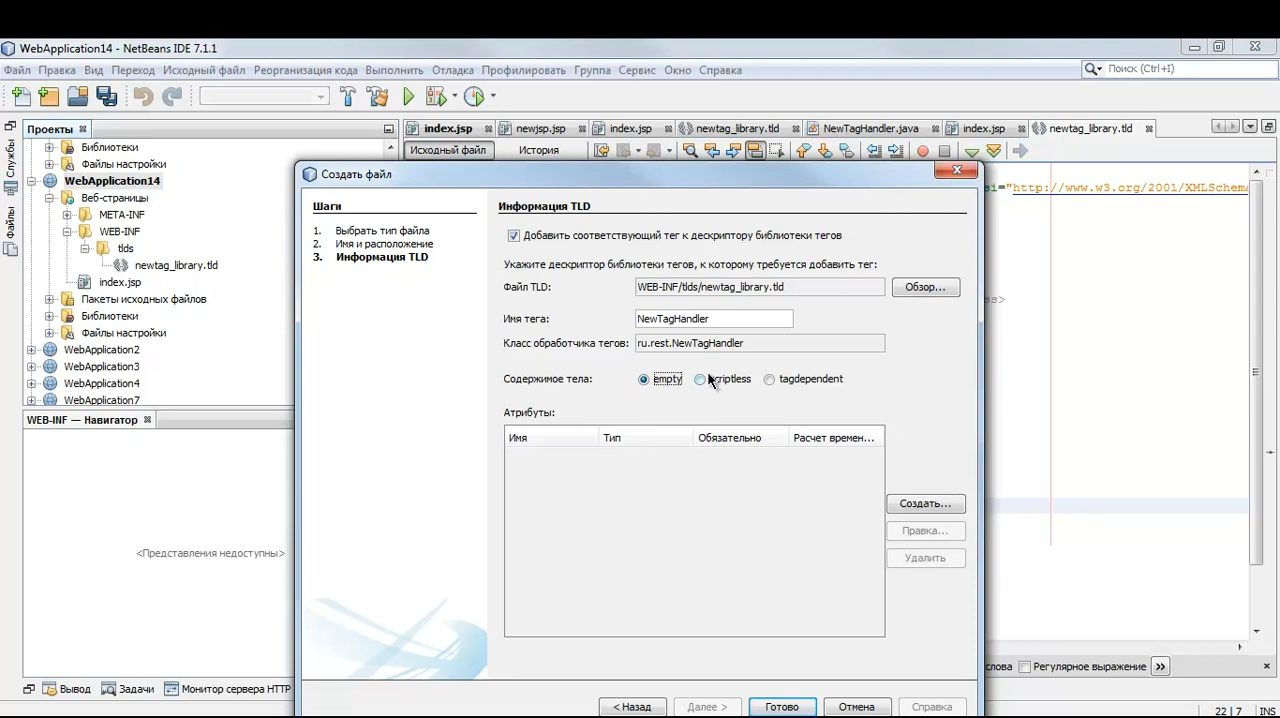 WebApplication14 - NetBeans IDE 7.1.1
Файл Правка Вид Переход Исходный файл Реорганизация кода Выполнить Отладка Профилировать Группа Сервис Окно Справка
Поиск (Ctrl+I)
Проекты index.jsp newjsp.jsp index.jsp newtag_library.tld NewTagHandler.java index.jsp newtag_library.tld
Исходный файл История
Службы
Файлы
Библиотеки
Файлы настройки
WebApplication14
Веб-страницы
META-INF
WEB-INF
tlds
newtag_library.tld
index.jsp
Пакеты исходных файлов
Библиотеки
Файлы настройки
WebApplication2
WebApplication3
WebApplication4
WebApplication7
WEB-INF — Навигатор
<Представления недоступны>
si="http://www.w3.org/2001/XMLSchema
Создать файл
Шаги
1. Выбрать тип файла
2. Имя и расположение
3. Информация TLD
Информация TLD
Добавить соответствующий тег к дескриптору библиотеки тегов
Укажите дескриптор библиотеки тегов, к которому требуется добавить тег:
Файл TLD: WEB-INF/tlds/newtag_library.tld Обзор...
Имя тега: NewTagHandler
Класс обработчика тегов: ru.rest.NewTagHandler
Содержимое тела: empty scriptless tagdependent
Атрибуты:
Имя Тип Обязательно Расчет времен...
Создать...
Правка...
Удалить
< Назад Далее > Готово Отмена Справка
слова Регулярное выражение
Вывод Задачи Монитор сервера HTTP
22 | 7 INS